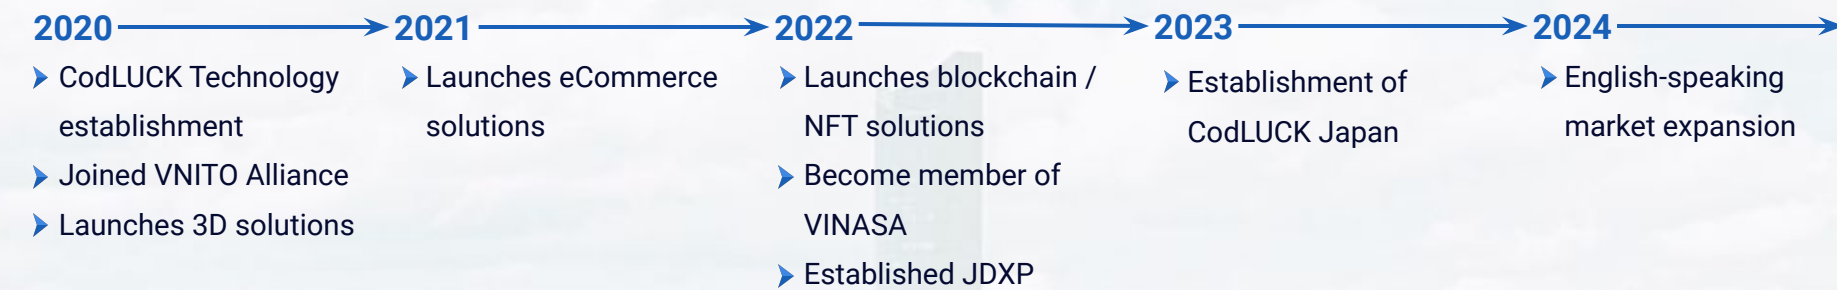 2020
CodLUCK Technology
establishment
Joined VNITO Alliance
Launches 3D solutions
2021
Launches eCommerce
solutions
2022
Launches blockchain /
NFT solutions
Become member of
VINASA
Established JDXP
2023
Establishment of
CodLUCK Japan
2024
English-speaking
market expansion